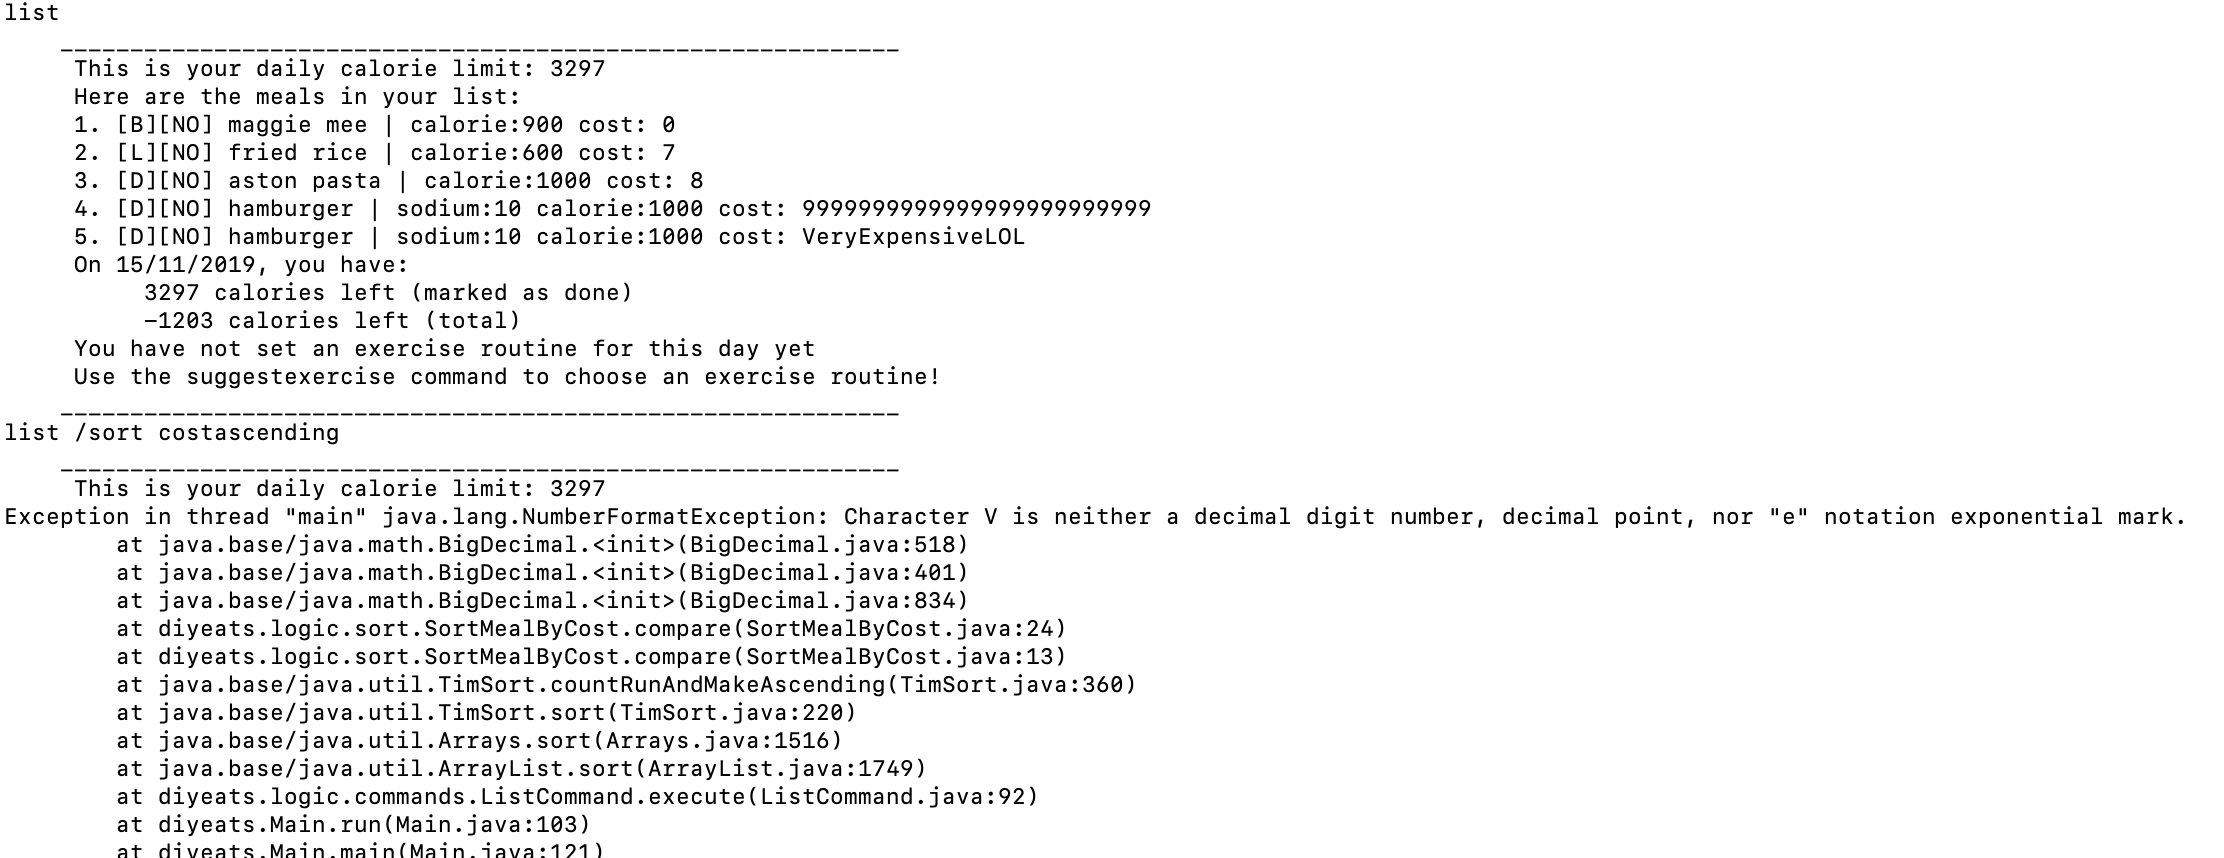 list
____________________________________________________________
This is your daily calorie limit: 3297
Here are the meals in your list:
1. [B][NO] maggie mee | calorie:900 cost: 0
2. [L][NO] fried rice | calorie:600 cost: 7
3. [D][NO] aston pasta | calorie:1000 cost: 8
4. [D][NO] hamburger | sodium:10 calorie:1000 cost: 9999999999999999999999999
5. [D][NO] hamburger | sodium:10 calorie:1000 cost: VeryExpensiveLOL
On 15/11/2019, you have:
3297 calories left (marked as done)
-1203 calories left (total)
You have not set an exercise routine for this day yet
Use the suggestexercise command to choose an exercise routine!
____________________________________________________________
list /sort costascending
____________________________________________________________
This is your daily calorie limit: 3297
Exception in thread "main" java.lang.NumberFormatException: Character V is neither a decimal digit number, decimal point, nor "e" notation exponential mark.
at java.base/java.math.BigDecimal.<init>(BigDecimal.java:518)
at java.base/java.math.BigDecimal.<init>(BigDecimal.java:401)
at java.base/java.math.BigDecimal.<init>(BigDecimal.java:834)
at diyeats.logic.sort.SortMealByCost.compare(SortMealByCost.java:24)
at diyeats.logic.sort.SortMealByCost.compare(SortMealByCost.java:13)
at java.base/java.util.TimSort.countRunAndMakeAscending(TimSort.java:360)
at java.base/java.util.TimSort.sort(TimSort.java:220)
at java.base/java.util.Arrays.sort(Arrays.java:1516)
at java.base/java.util.ArrayList.sort(ArrayList.java:1749)
at diyeats.logic.commands.ListCommand.execute(ListCommand.java:92)
at diyeats.Main.run(Main.java:103)
at diyeats.Main.main(Main.java:121)